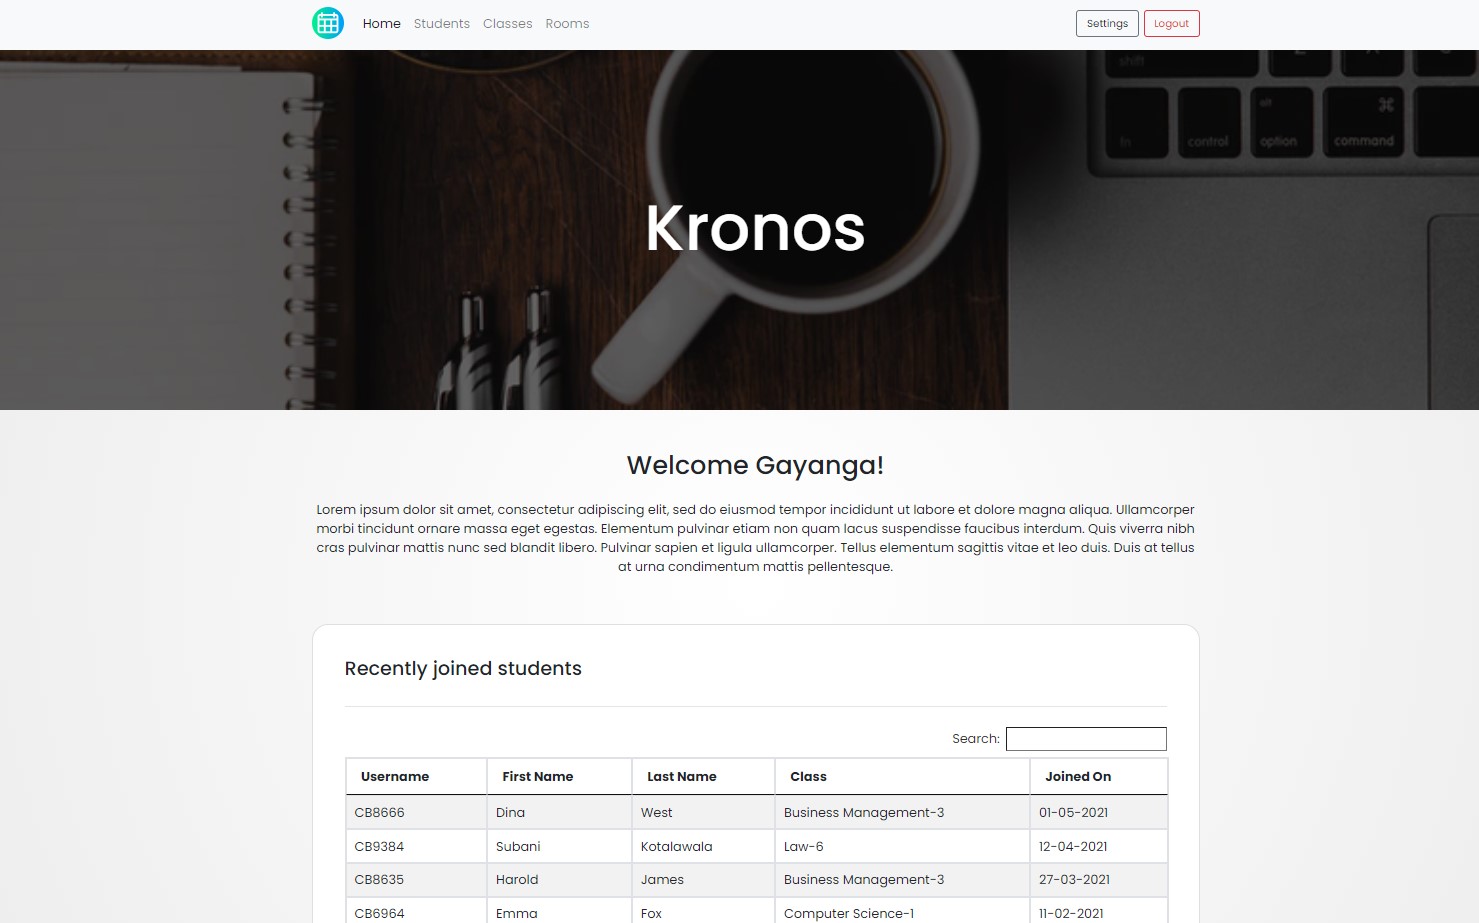 Home Students Classes Rooms Settings Logout
shift Z X C
fn control alt option ⌘ command
Kronos
Welcome Gayanga!
Lorem ipsum dolor sit amet, consectetur adipiscing elit, sed do eiusmod tempor incididunt ut labore et dolore magna aliqua. Ullamcorper
morbi tincidunt ornare massa eget egestas. Elementum pulvinar etiam non quam lacus suspendisse faucibus interdum. Quis viverra nibh
cras pulvinar mattis nunc sed blandit libero. Pulvinar sapien et ligula ullamcorper. Tellus elementum sagittis vitae et leo duis. Duis at tellus
at urna condimentum mattis pellentesque.
Recently joined students
Search:
Username First Name Last Name Class Joined On
CB8666 Dina West Business Management-3 01-05-2021
CB9384 Subani Kotalawala Law-6 12-04-2021
CB8635 Harold James Business Management-3 27-03-2021
CB6964 Emma Fox Computer Science-1 11-02-2021